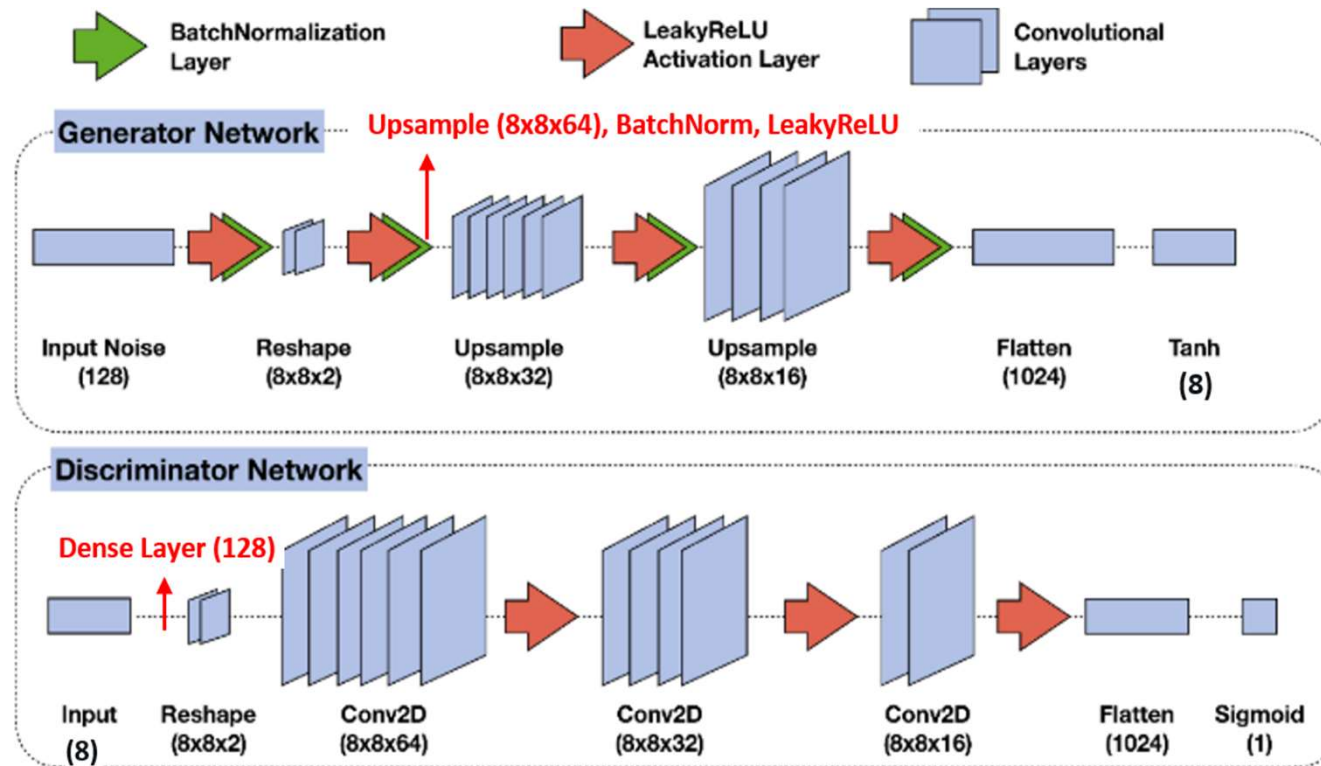 BatchNormalization
Layer
LeakyReLU
Activation Layer
Convolutional
Layers
Generator Network
Upsample (8x8x64), BatchNorm, LeakyReLU
Input Noise
(128)
Reshape
(8x8x2)
Upsample
(8x8x32)
Upsample
(8x8x16)
Flatten
(1024)
Tanh
(8)
Discriminator Network
Dense Layer (128)
Input
(8)
Reshape
(8x8x2)
Conv2D
(8x8x64)
Conv2D
(8x8x32)
Conv2D
(8x8x16)
Flatten
(1024)
Sigmoid
(1)